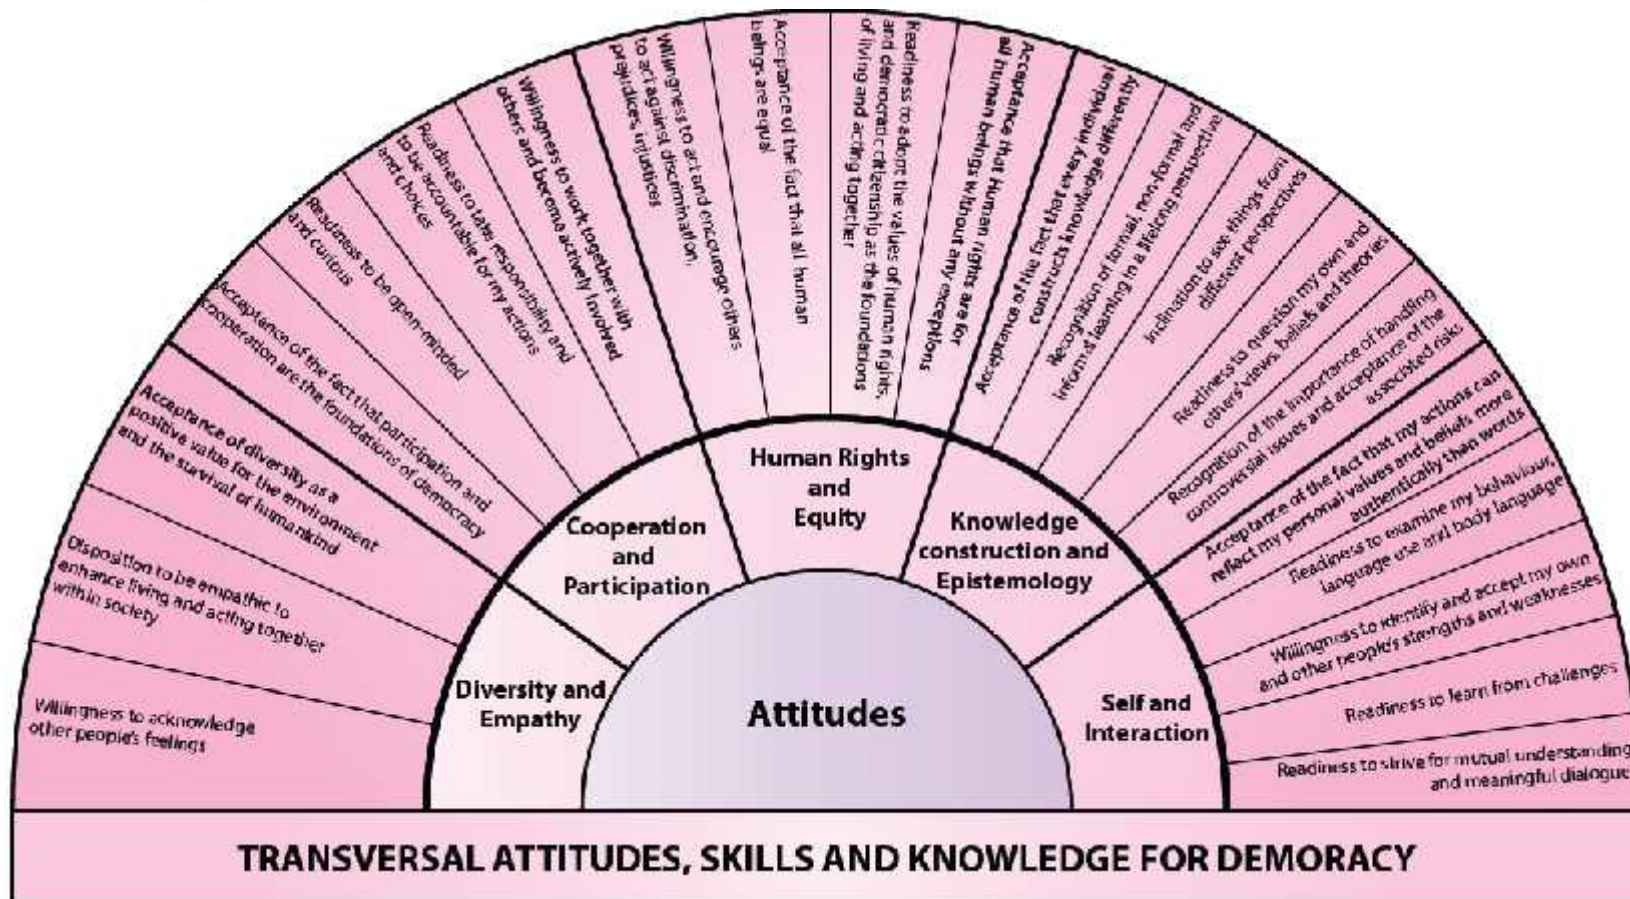 Willingness to acknowledge
other people's feelings
Disposition to be empathic to
enhance living and acting together
within society
Acceptance of diversity as a
positive value for the environment
and the survival of humankind
Acceptance of the fact that participation and
cooperation are the foundations of democracy
Readiness to be open-minded
and curious
Readiness to take responsibility and
to be accountable for my actions
and choices
Willingness to work together with
others and become actively involved
Willingness to act and encourage others
to act against discrimination,
prejudices, injustices
Acceptance of the fact that all human
beings are equal
Readiness to adopt the values of human rights,
and democratic citizenship as the foundations
of living and acting together
Acceptance that Human rights are for
all human beings without any exceptions
Acceptance of the fact that every individual
constructs knowledge differently
Recognition of formal, non-formal and
informal learning in a lifelong perspective
Inclination to see things from
different perspectives
Readiness to question my own and
others' views, beliefs and theories
Recognition of the importance of handling
controversial issues and acceptance of the
associated risks
Acceptance of the fact that my actions can
reflect my personal values and beliefs more
authentically than words
Readiness to examine my behaviour,
language use and body language
Willingness to identify and accept my own
and other people's strengths and weaknesses
Readiness to learn from challenges
Readiness to strive for mutual understanding
and meaningful dialogue
Diversity and
Empathy
Cooperation
and
Participation
Human Rights
and
Equity
Knowledge
construction and
Epistemology
Self and
Interaction
Attitudes
TRANSVERSAL ATTITUDES, SKILLS AND KNOWLEDGE FOR DEMORACY